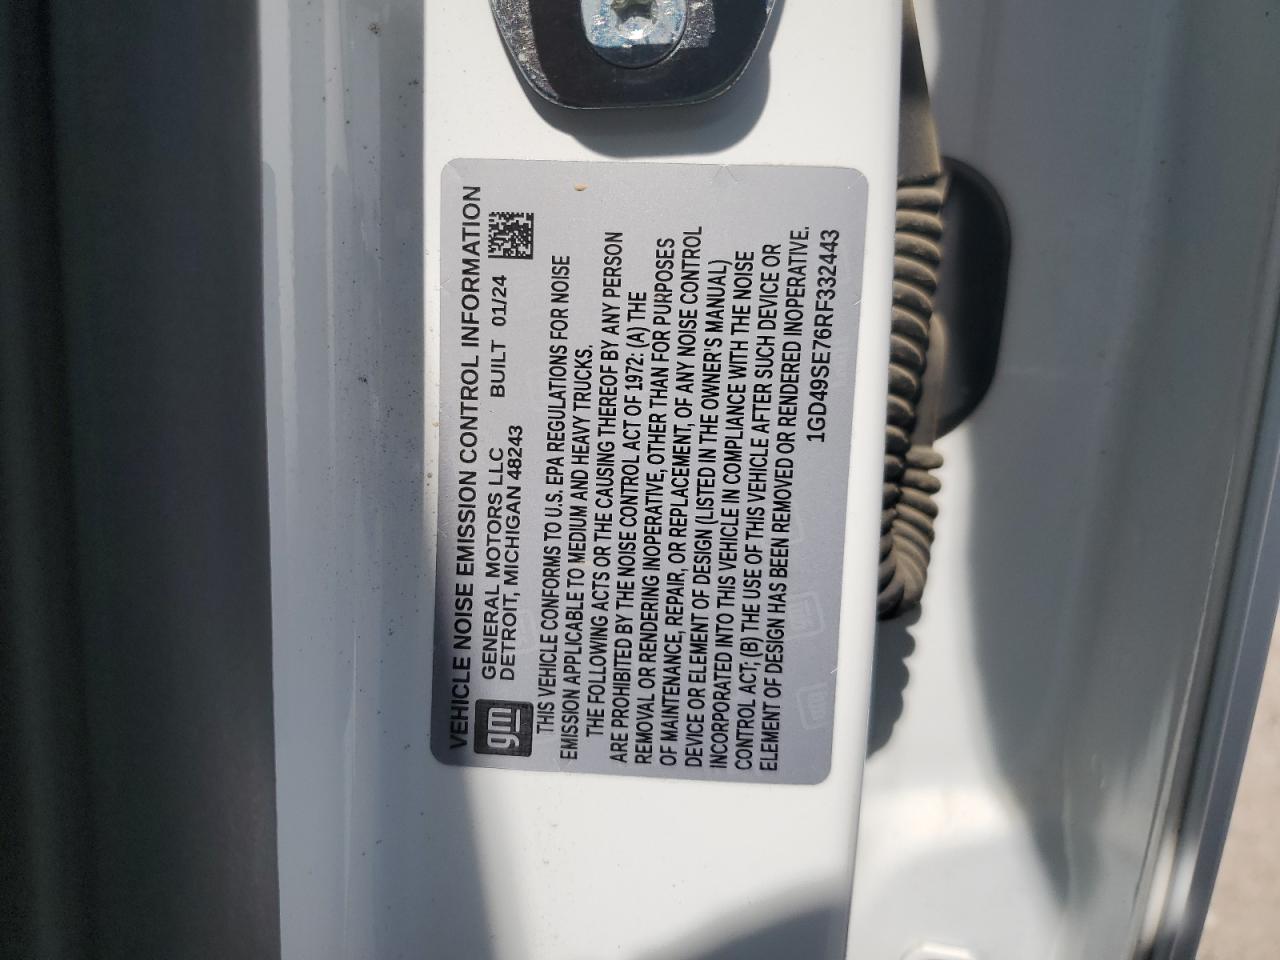 VEHICLE NOISE EMISSION CONTROL INFORMATION
gm
GENERAL MOTORS LLC
DETROIT, MICHIGAN 48243
BUILT 01/24
THIS VEHICLE CONFORMS TO U.S. EPA REGULATIONS FOR NOISE
EMISSION APPLICABLE TO MEDIUM AND HEAVY TRUCKS.
THE FOLLOWING ACTS OR THE CAUSING THEREOF BY ANY PERSON
ARE PROHIBITED BY THE NOISE CONTROL ACT OF 1972: (A) THE
REMOVAL OR RENDERING INOPERATIVE, OTHER THAN FOR PURPOSES
OF MAINTENANCE, REPAIR, OR REPLACEMENT, OF ANY NOISE CONTROL
DEVICE OR ELEMENT OF DESIGN (LISTED IN THE OWNER'S MANUAL)
INCORPORATED INTO THIS VEHICLE IN COMPLIANCE WITH THE NOISE
CONTROL ACT; (B) THE USE OF THIS VEHICLE AFTER SUCH DEVICE OR
ELEMENT OF DESIGN HAS BEEN REMOVED OR RENDERED INOPERATIVE.
1GD49SE76RF332443